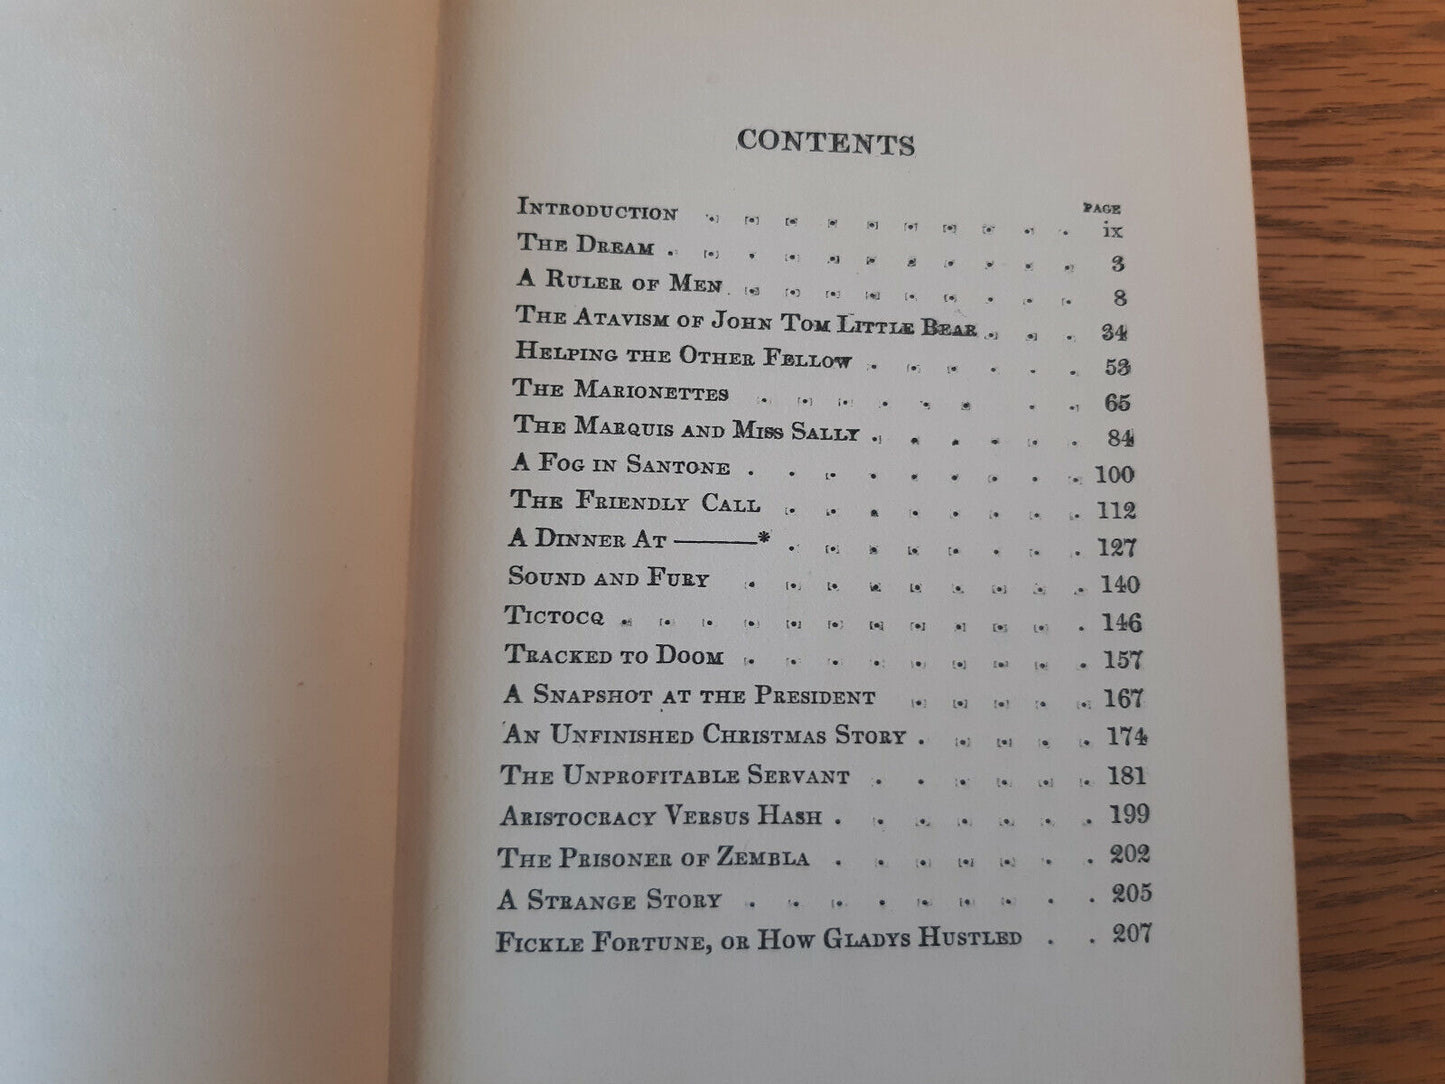 CONTENTS
PAGE
INTRODUCTION . . . . . . . . . . ix
THE DREAM . . . . . . . . . . . 3
A RULER OF MEN . . . . . . . . . 8
THE ATAVISM OF JOHN TOM LITTLE BEAR . . . 34
HELPING THE OTHER FELLOW . . . . . . 53
THE MARIONETTES . . . . . . . . 65
THE MARQUIS AND MISS SALLY . . . . . . 84
A FOG IN SANTONE . . . . . . . . . 100
THE FRIENDLY CALL . . . . . . . . 112
A DINNER AT ———* . . . . . . . . 127
SOUND AND FURY . . . . . . . . . 140
TICTOCQ . . . . . . . . . . . . 146
TRACKED TO DOOM . . . . . . . . . 157
A SNAPSHOT AT THE PRESIDENT . . . . . 167
AN UNFINISHED CHRISTMAS STORY . . . . . 174
THE UNPROFITABLE SERVANT . . . . . . 181
ARISTOCRACY VERSUS HASH . . . . . . . 199
THE PRISONER OF ZEMBLA . . . . . . . 202
A STRANGE STORY . . . . . . . . . 205
FICKLE FORTUNE, OR HOW GLADYS HUSTLED . . 207